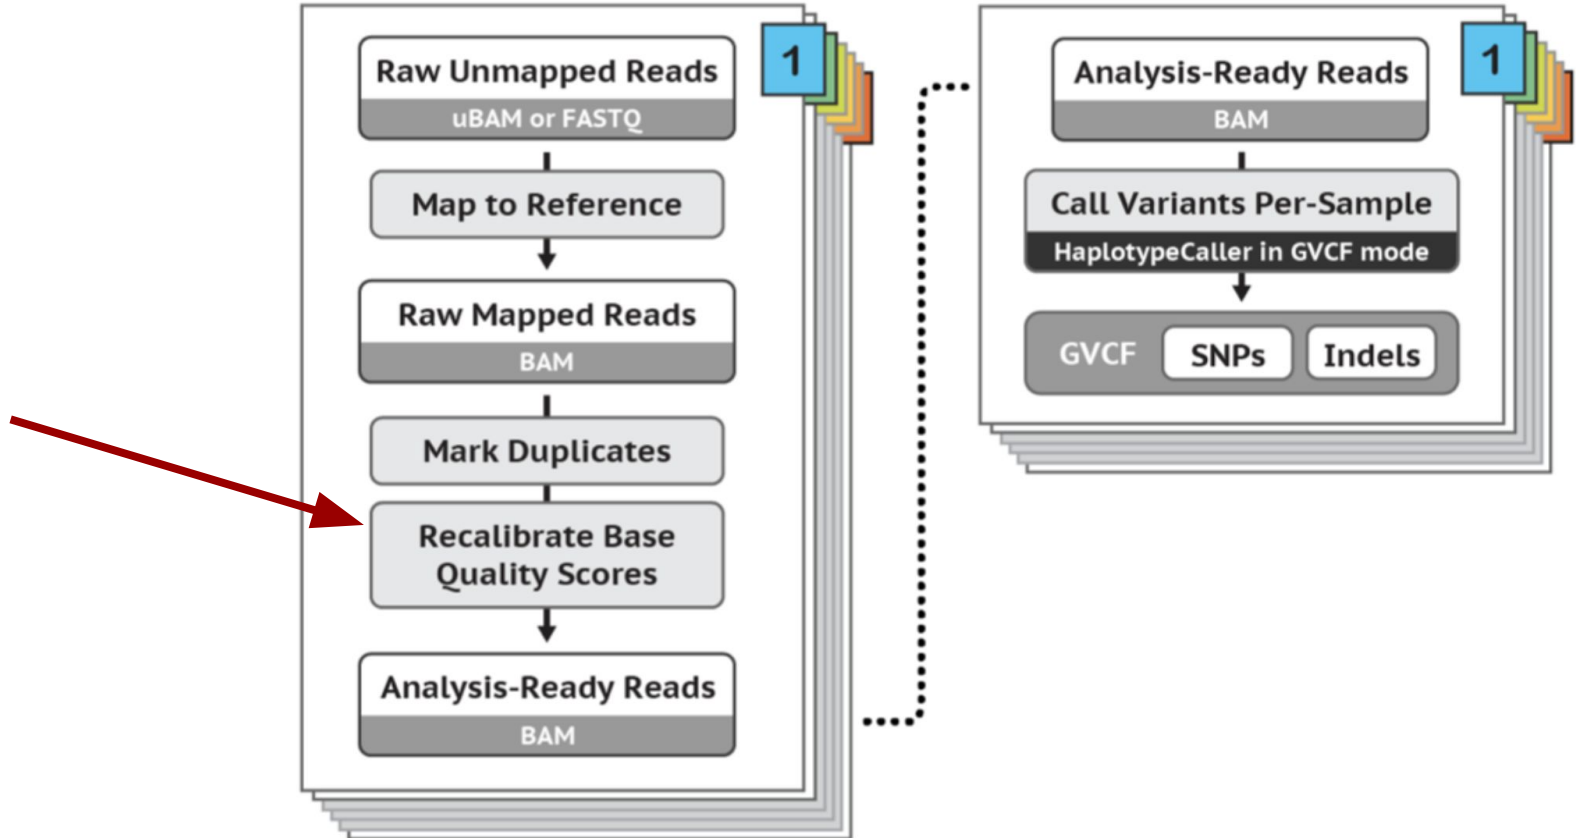 1
Raw Unmapped Reads
uBAM or FASTQ
Map to Reference
Raw Mapped Reads
BAM
Mark Duplicates
Recalibrate Base
Quality Scores
Analysis-Ready Reads
BAM
1
Analysis-Ready Reads
BAM
Call Variants Per-Sample
HaplotypeCaller in GVCF mode
GVCF SNPs Indels